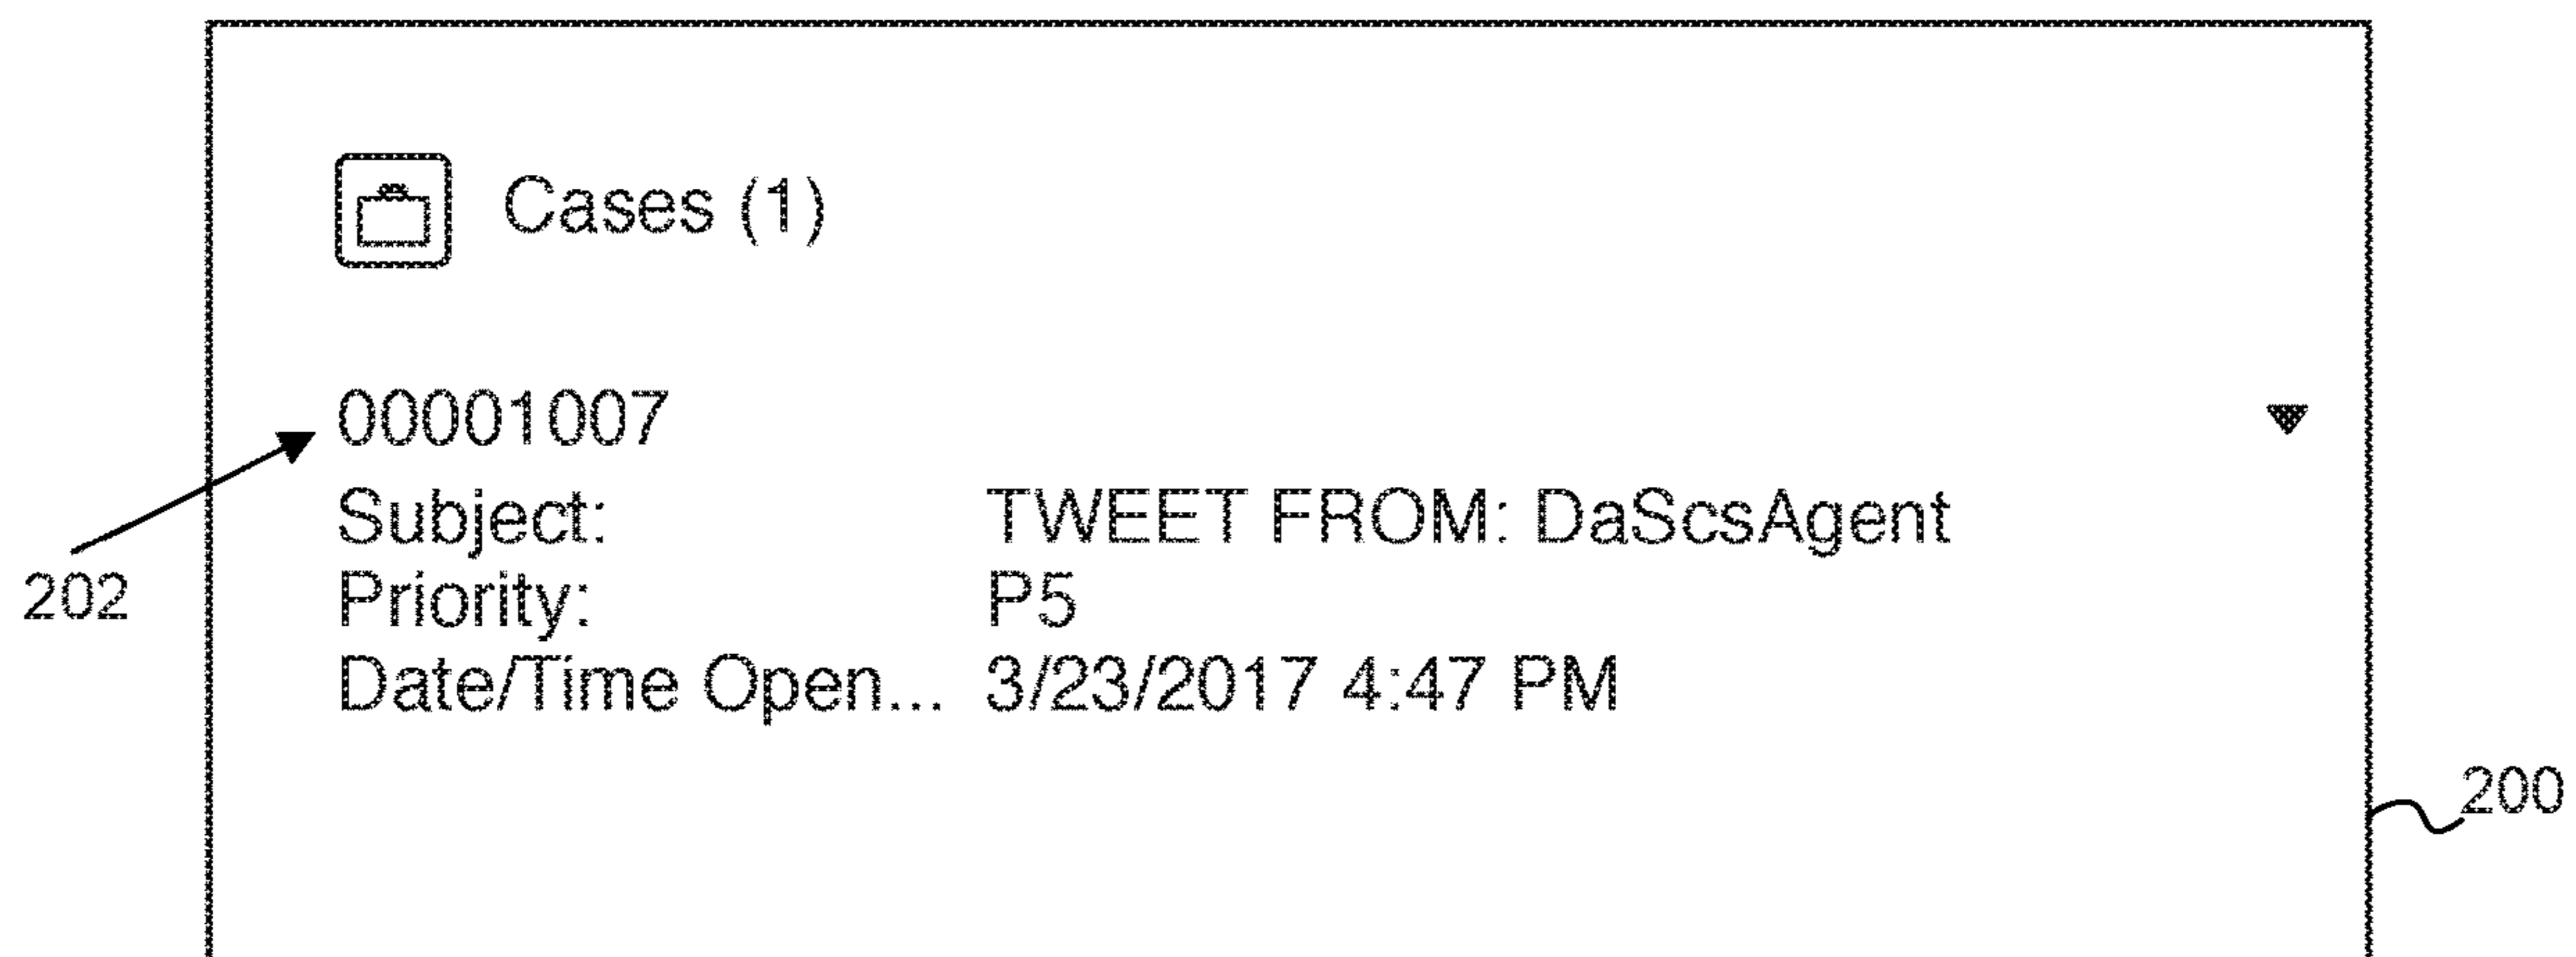 Cases (1)
00001007
202
Subject: TWEET FROM: DaScsAgent
Priority: P5
Date/Time Open... 3/23/2017 4:47 PM
200